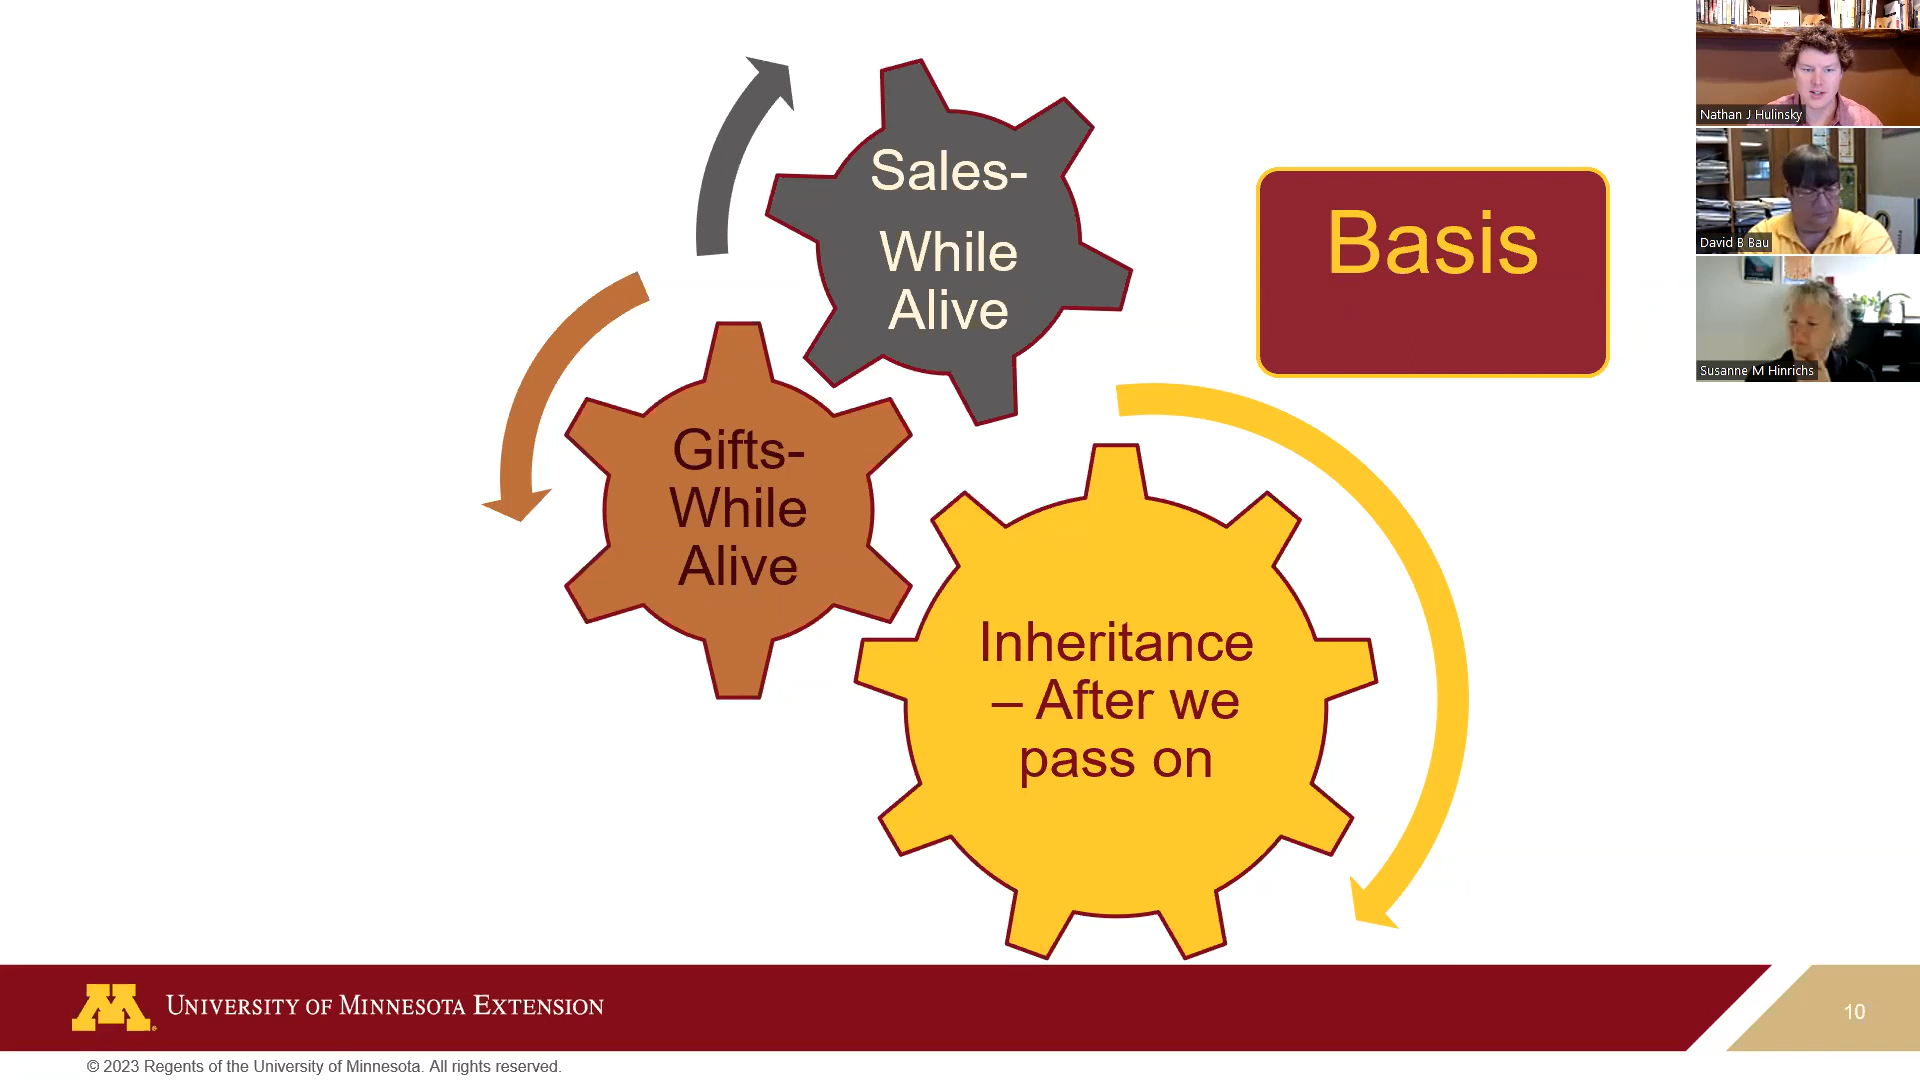 Sales-
While
Alive
Basis
Gifts-
While
Alive
Inheritance
– After we
pass on
Nathan J Hulinsky
David B Bau
Susanne M Hinrichs
M
UNIVERSITY OF MINNESOTA EXTENSION
10
© 2023 Regents of the University of Minnesota. All rights reserved.